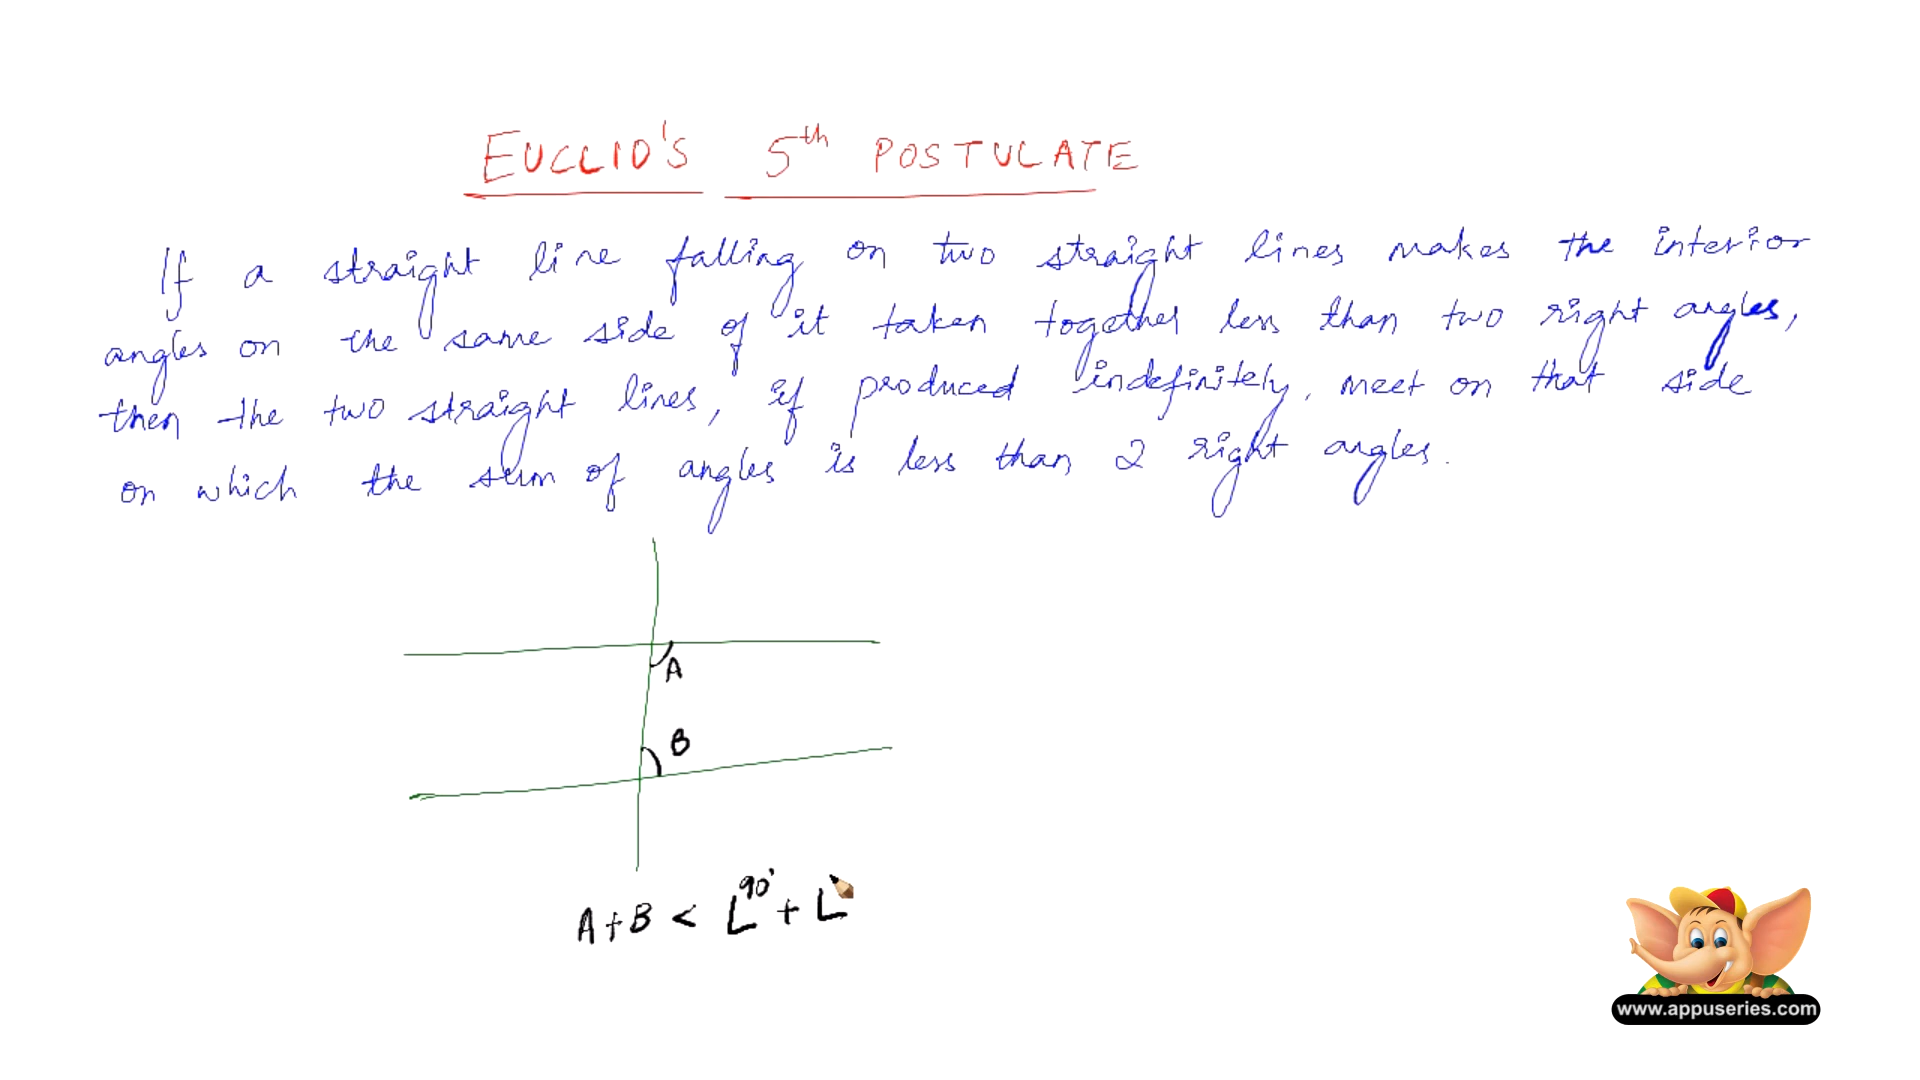 EUCLID'S 5th POSTULATE
If a straight line falling on two straight lines makes the interior
angles on the same side of it taken together less than two right angles,
then the two straight lines, if produced indefinitely, meet on that side
on which the sum of angles is less than 2 right angles.
A
B
A+B < L90° + L
www.appuseries.com